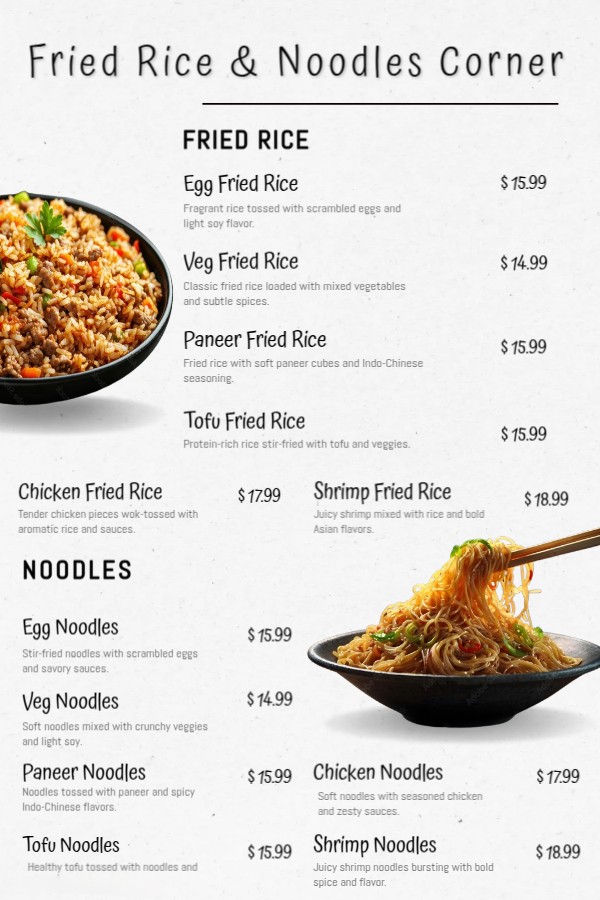 Fried Rice & Noodles Corner
FRIED RICE
Egg Fried Rice $15.99
Fragrant rice tossed with scrambled eggs and
light soy flavor.
Veg Fried Rice $14.99
Classic fried rice loaded with mixed vegetables
and subtle spices.
Paneer Fried Rice $15.99
Fried rice with soft paneer cubes and Indo-Chinese
seasoning.
Tofu Fried Rice $15.99
Protein-rich rice stir-fried with tofu and veggies.
Chicken Fried Rice $17.99
Tender chicken pieces wok-tossed with
aromatic rice and sauces.
Shrimp Fried Rice $18.99
Juicy shrimp mixed with rice and bold
Asian flavors.
NOODLES
Egg Noodles $15.99
Stir-fried noodles with scrambled eggs
and savory sauces.
Veg Noodles $14.99
Soft noodles mixed with crunchy veggies
and light soy.
Paneer Noodles $15.99
Noodles tossed with paneer and spicy
Indo-Chinese flavors.
Tofu Noodles $15.99
Healthy tofu tossed with noodles and
Chicken Noodles $17.99
Soft noodles with seasoned chicken
and zesty sauces.
Shrimp Noodles $18.99
Juicy shrimp noodles bursting with bold
spice and flavor.